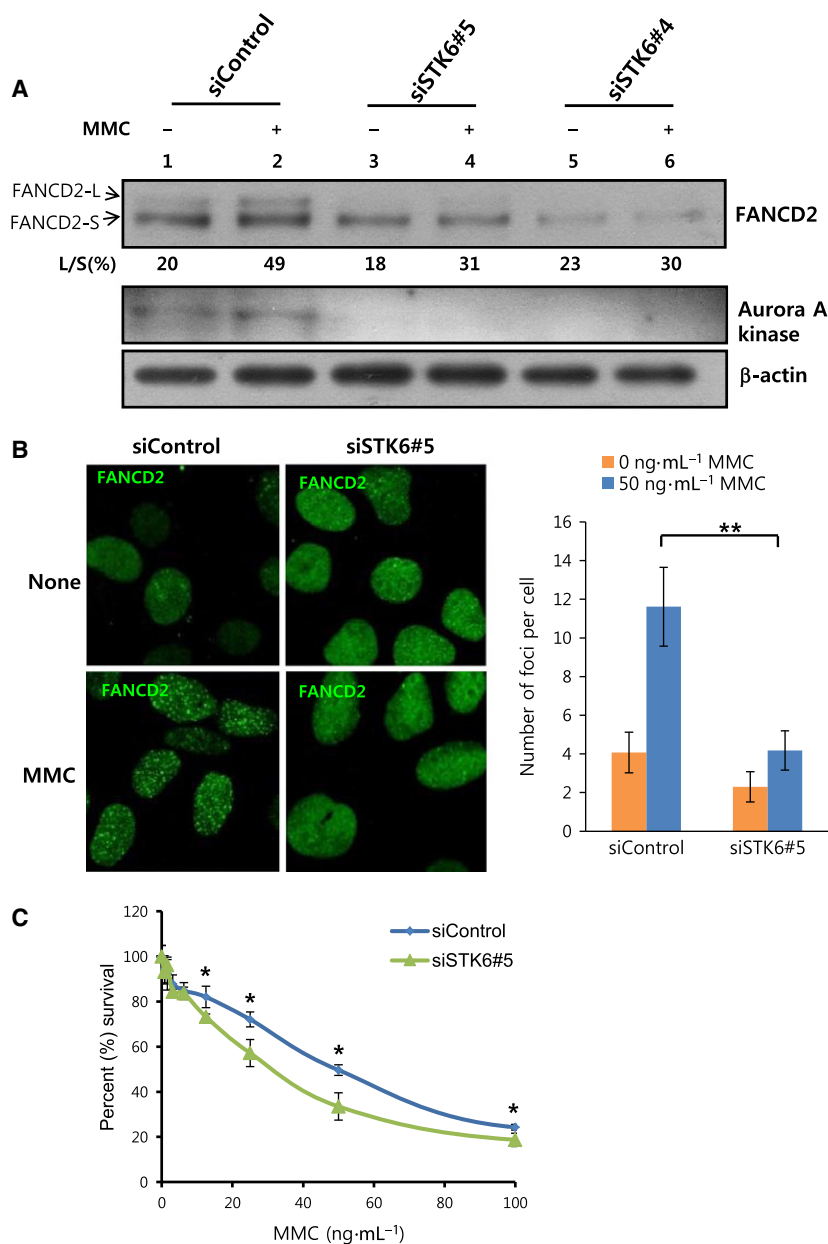 A
siControl
siSTK6#5
siSTK6#4
MMC – + – + – +
1 2 3 4 5 6
FANCD2-L
FANCD2-S
FANCD2
L/S(%) 20 49 18 31 23 30
Aurora A
kinase
β-actin
B
siControl siSTK6#5
FANCD2 FANCD2
None
FANCD2 FANCD2
MMC
0 ng·mL⁻¹ MMC
50 ng·mL⁻¹ MMC
Number of foci per cell
16
14
12
10
8
6
4
2
0
**
siControl siSTK6#5
C
Percent (%) survival
120
100
80
60
40
20
0
siControl
siSTK6#5
* * * *
0 20 40 60 80 100
MMC (ng·mL⁻¹)